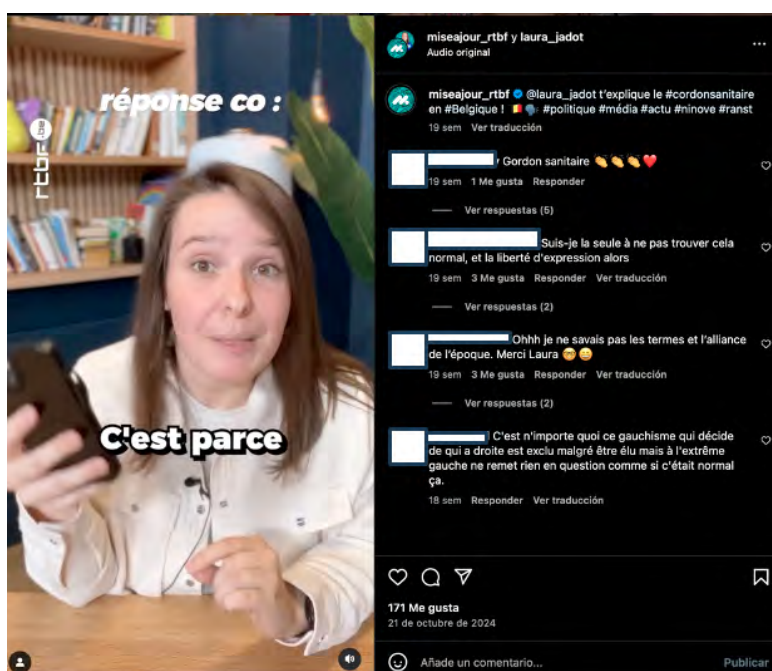 réponse co :
rtbf.be
C'est parce
miseajour_rtbf y laura_jadot
Audio original
miseajour_rtbf @laura_jadot t'explique le #cordonsanitaire
en #Belgique ! 🇧🇪🗣️ #politique #média #actu #ninove #ranst
19 sem Ver traducción
Gordon sanitaire 👏👏👏❤️
19 sem 1 Me gusta Responder
Ver respuestas (5)
Suis-je la seule à ne pas trouver cela
normal, et la liberté d'expression alors
19 sem 3 Me gusta Responder Ver traducción
Ver respuestas (2)
Ohhh je ne savais pas les termes et l'alliance
de l'époque. Merci Laura 🤓😄
19 sem 3 Me gusta Responder Ver traducción
Ver respuestas (2)
C'est n'importe quoi ce gauchisme qui décide
de qui a droite est exclu malgré être élu mais à l'extrême
gauche ne remet rien en question comme si c'était normal
ça.
18 sem Responder Ver traducción
171 Me gusta
21 de octubre de 2024
Añade un comentario...
Publicar